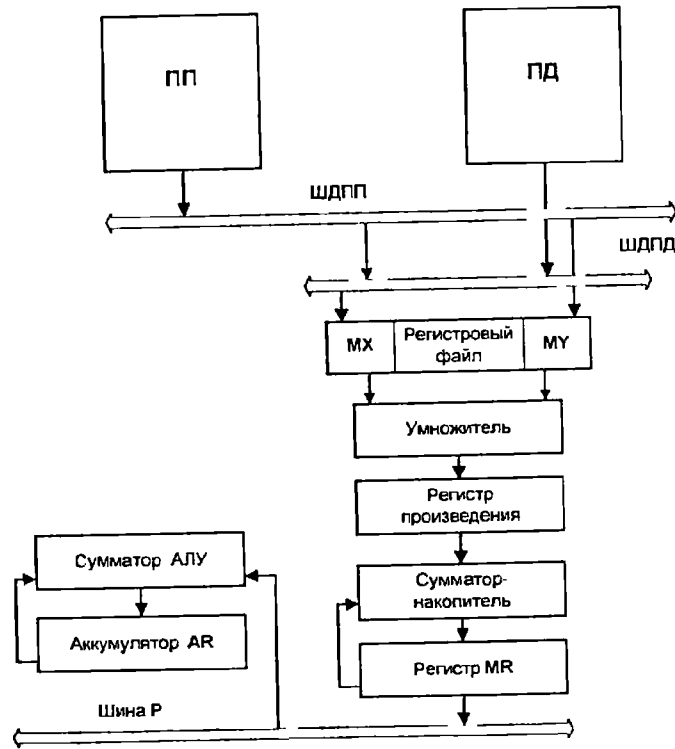 ПП
ПД
ШДПП
ШДПД
MX
Регистровый
файл
MY
Умножитель
Регистр
произведения
Сумматор АЛУ
Сумматор-
накопитель
Аккумулятор AR
Регистр MR
Шина P